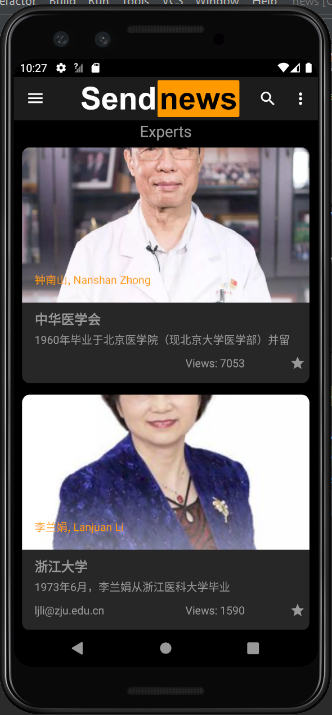 Refactor Build Run Tools VCS Window Help
10:27
Sendnews
Experts
钟南山, Nanshan Zhong
中华医学会
1960年毕业于北京医学院（现北京大学医学部）并留
Views: 7053
李兰娟, Lanjuan Li
浙江大学
1973年6月，李兰娟从浙江医科大学毕业
ljli@zju.edu.cn Views: 1590